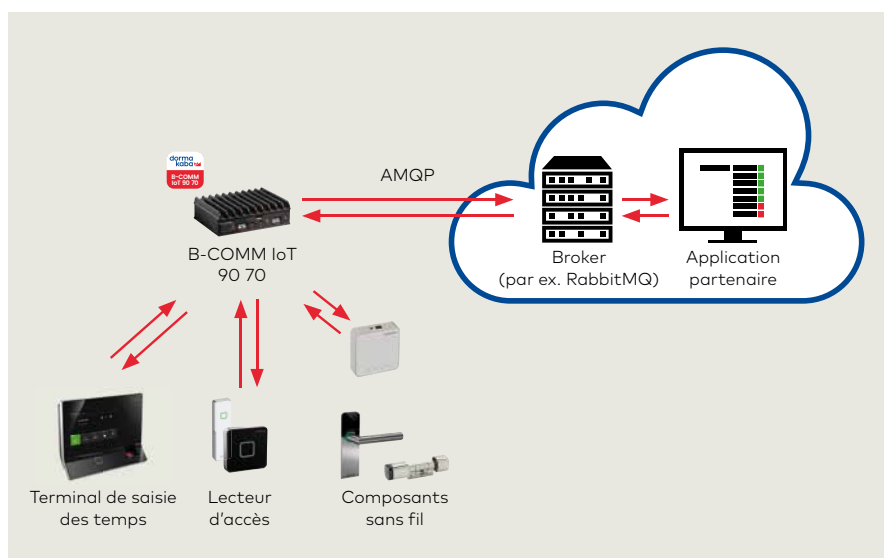 dorma
kaba
B-COMM
IoT 90 70
AMQP
B-COMM IoT
90 70
Broker
(par ex. RabbitMQ)
Application
partenaire
Terminal de saisie
des temps
Lecteur
d'accès
Composants
sans fil